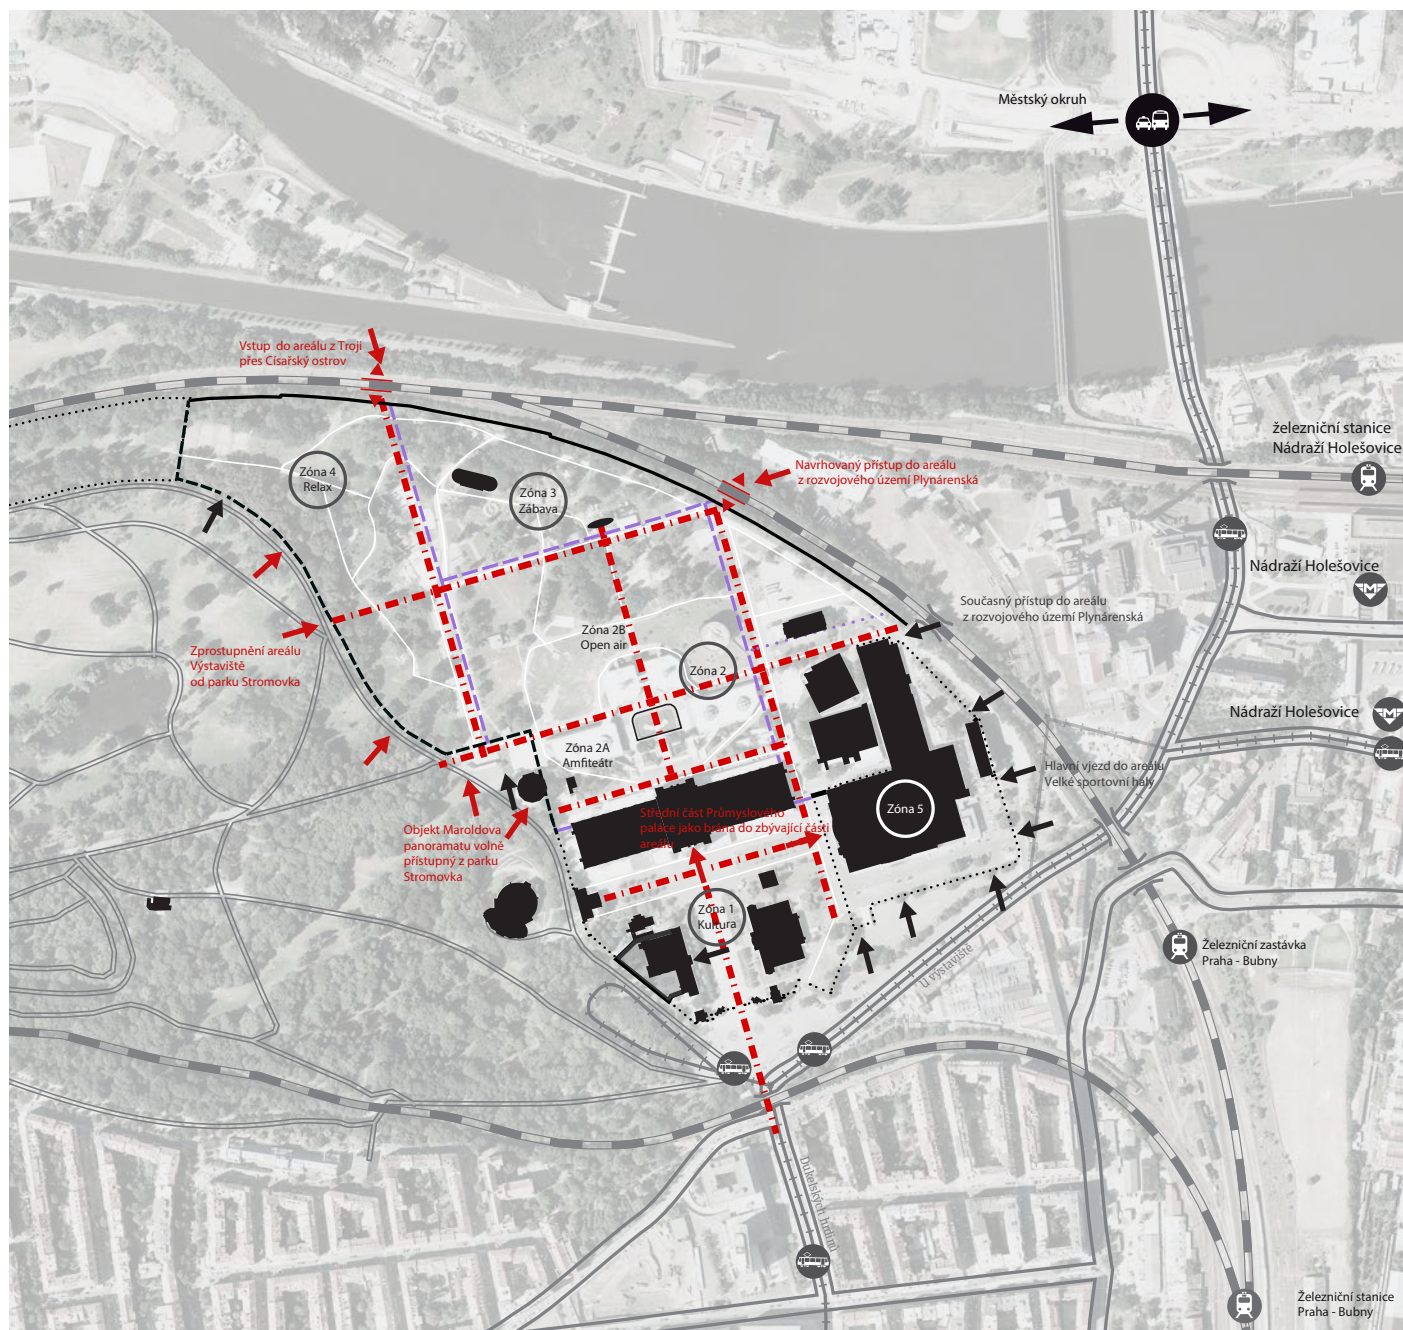 Městský okruh
Vstup  do areálu z Troji
přes Císařský ostrov
železniční stanice
Nádraží Holešovice
Zóna 4
Relax
Zóna 3
Zábava
Navrhovaný přístup do areálu
z rozvojového území Plynárenská
Nádraží Holešovice
Současný přístup do areálu
z rozvojového území Plynárenská
Zóna 2B
Open air
Zprostupnění areálu
Výstaviště
od parku Stromovka
Zóna 2
Nádraží Holešovice
Zóna 2A
Amfiteátr
Hlavní vjezd do areálu
Velké sportovní haly
Zóna 5
Střední část Průmyslového
paláce jako brána do zbývající části
areálu
Objekt Maroldova
panoramatu volně
přístupný z parku
Stromovka
Zóna 1
Kultura
Železniční zastávka
Praha - Bubny
U výstaviště
Dukelských hrdinů
Železniční stanice
Praha - Bubny